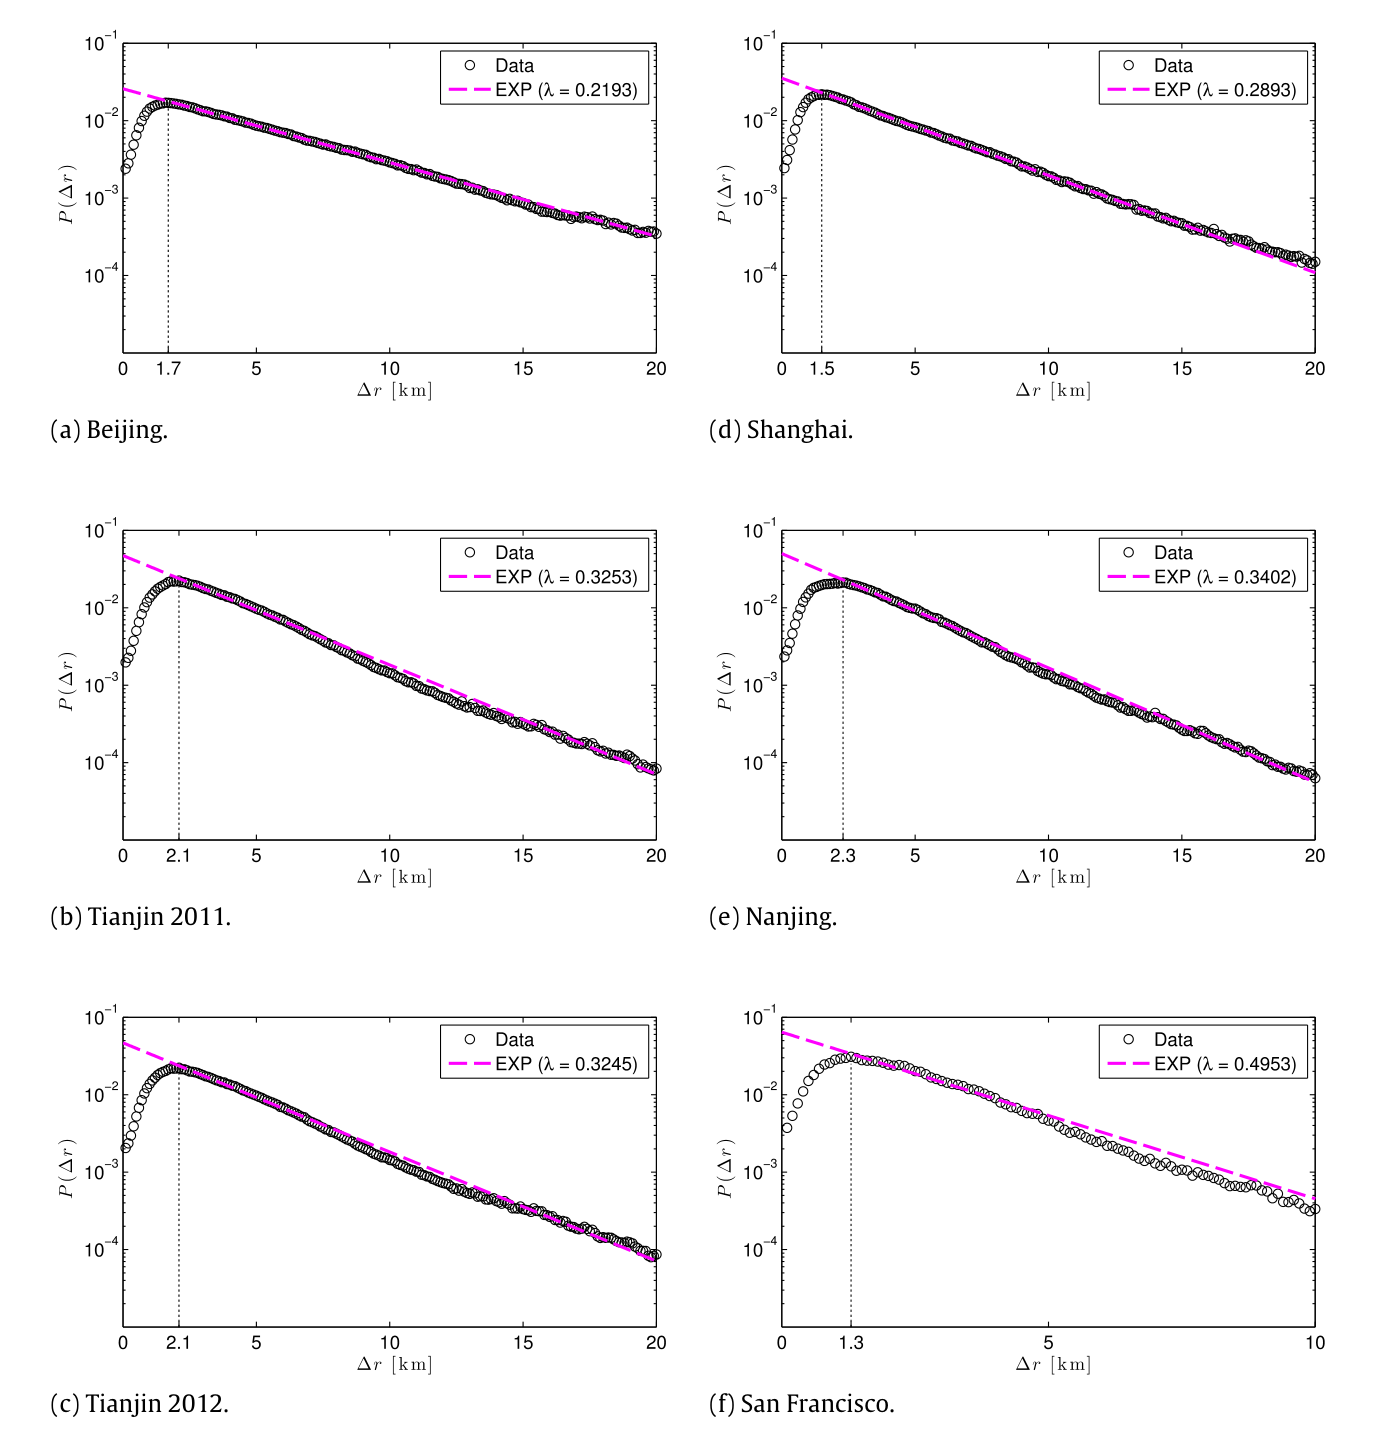 10⁻¹
10⁻²
10⁻³
10⁻⁴
P(Δr)
Data
EXP (λ = 0.2193)
0 1.7 5 10 15 20
Δr [km]
(a) Beijing.
10⁻¹
10⁻²
10⁻³
10⁻⁴
P(Δr)
Data
EXP (λ = 0.2893)
0 1.5 5 10 15 20
Δr [km]
(d) Shanghai.
10⁻¹
10⁻²
10⁻³
10⁻⁴
P(Δr)
Data
EXP (λ = 0.3253)
0 2.1 5 10 15 20
Δr [km]
(b) Tianjin 2011.
10⁻¹
10⁻²
10⁻³
10⁻⁴
P(Δr)
Data
EXP (λ = 0.3402)
0 2.3 5 10 15 20
Δr [km]
(e) Nanjing.
10⁻¹
10⁻²
10⁻³
10⁻⁴
P(Δr)
Data
EXP (λ = 0.3245)
0 2.1 5 10 15 20
Δr [km]
(c) Tianjin 2012.
10⁻¹
10⁻²
10⁻³
10⁻⁴
P(Δr)
Data
EXP (λ = 0.4953)
0 1.3 5 10
Δr [km]
(f) San Francisco.